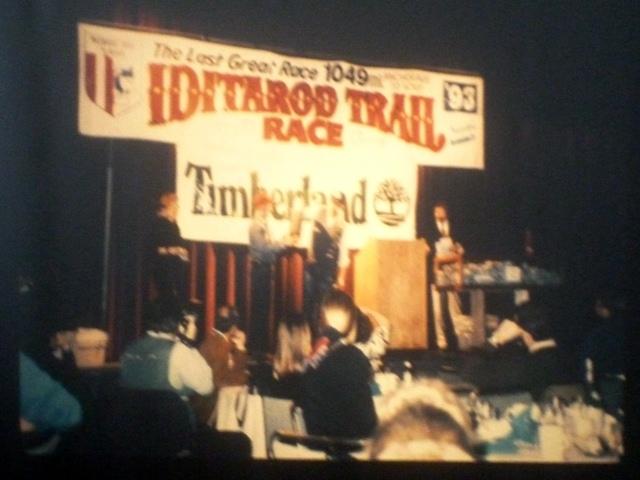 The Last Great Race 1049
'93
IDITAROD TRAIL
RACE
Timberland